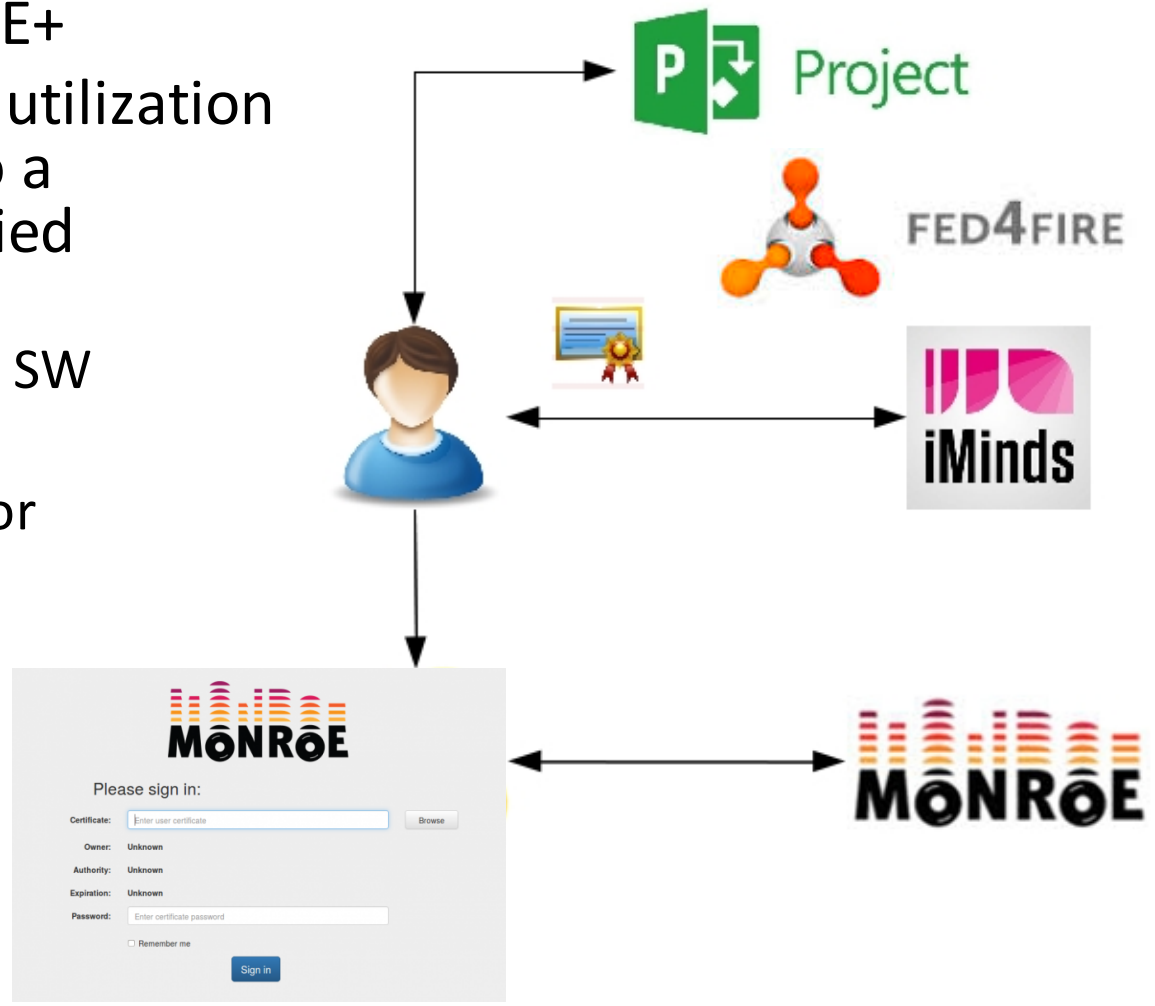 E+
utilization
a
ied
SW
or
P
Project
FED4FIRE
iMinds
MONROE
Please sign in:
Certificate: Enter user certificate Browse
Owner: Unknown
Authority: Unknown
Expiration: Unknown
Password: Enter certificate password
Remember me
Sign in
MONROE